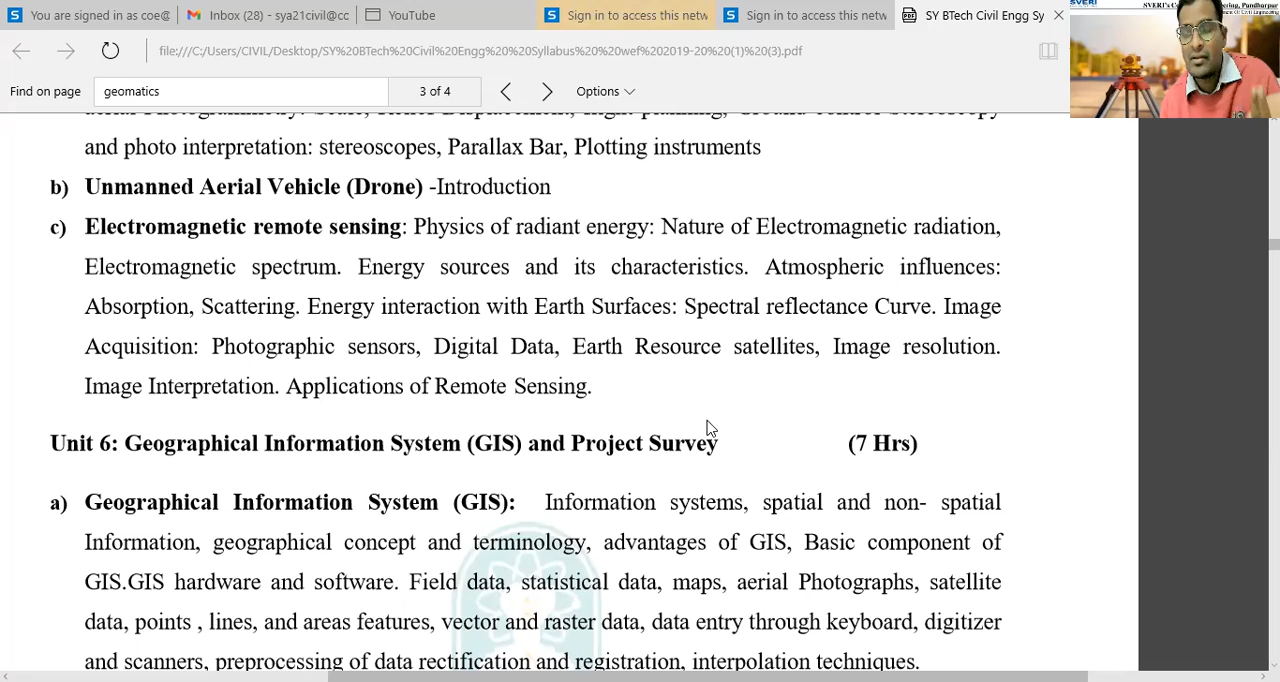 You are signed in as coe@
Inbox (28) - sya21civil@cc
YouTube
Sign in to access this netw
Sign in to access this netw
SY BTech Civil Engg Sy
file:///C:/Users/CIVIL/Desktop/SY%20BTech%20Civil%20Engg%20%20Syllabus%20%20wef%202019-20%20(1)%20(3).pdf
Find on page
geomatics
3 of 4
Options
SVERI
SVERI's Co ering, Pandharpur
and photo interpretation: stereoscopes, Parallax Bar, Plotting instruments
b) Unmanned Aerial Vehicle (Drone) -Introduction
c) Electromagnetic remote sensing: Physics of radiant energy: Nature of Electromagnetic radiation,
Electromagnetic spectrum. Energy sources and its characteristics. Atmospheric influences:
Absorption, Scattering. Energy interaction with Earth Surfaces: Spectral reflectance Curve. Image
Acquisition: Photographic sensors, Digital Data, Earth Resource satellites, Image resolution.
Image Interpretation. Applications of Remote Sensing.
Unit 6: Geographical Information System (GIS) and Project Survey (7 Hrs)
a) Geographical Information System (GIS): Information systems, spatial and non- spatial
Information, geographical concept and terminology, advantages of GIS, Basic component of
GIS.GIS hardware and software. Field data, statistical data, maps, aerial Photographs, satellite
data, points , lines, and areas features, vector and raster data, data entry through keyboard, digitizer
and scanners, preprocessing of data rectification and registration, interpolation techniques.